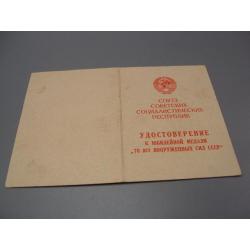 СОЮЗ
СОВЕТСКИХ
СОЦИАЛИСТИЧЕСКИХ
РЕСПУБЛИК
УДОСТОВЕРЕНИЕ
К ЮБИЛЕЙНОЙ МЕДАЛИ
„70 ЛЕТ ВООРУЖЕННЫХ СИЛ СССР“